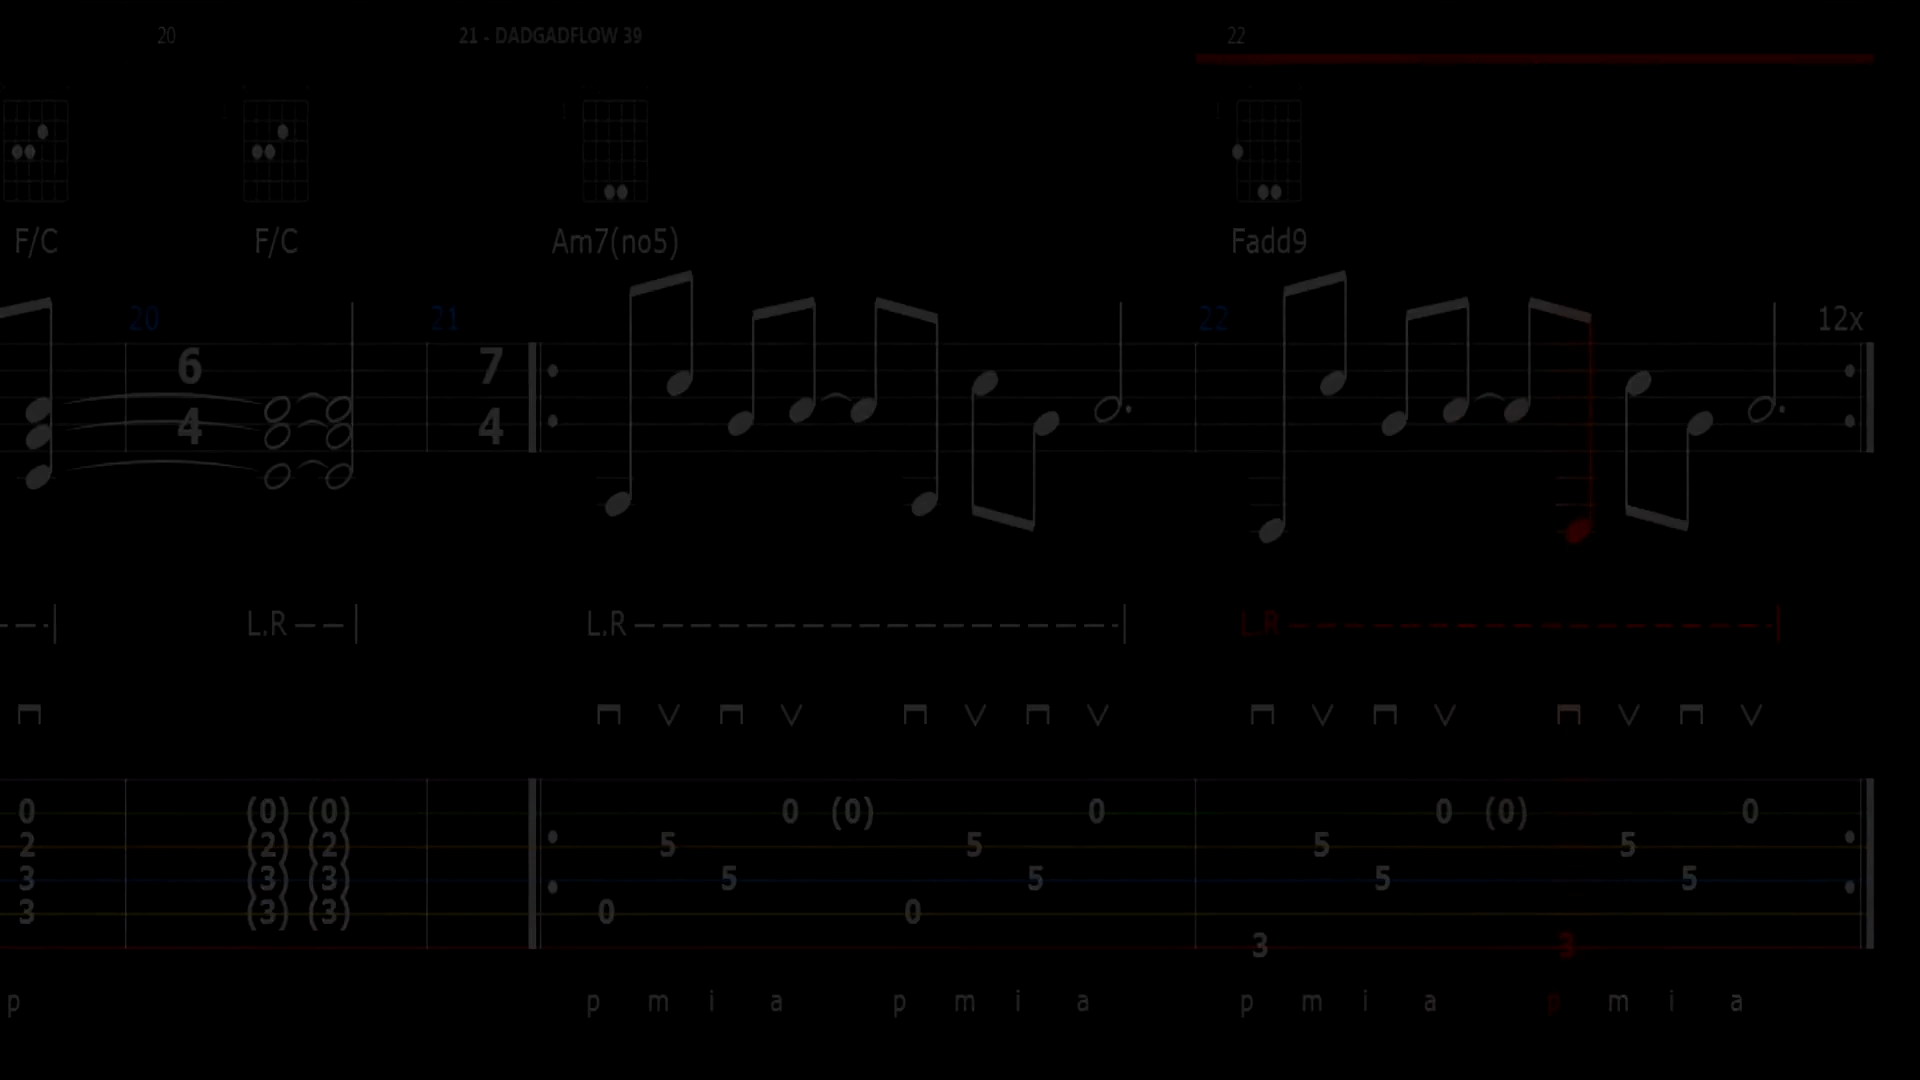 20 21 - DADGADFLOW 39 22
F/C F/C Am7(no5) Fadd9
20 21 22 12x
6 7
4 4
L.R L.R L.R
0 (0) (0) 0 (0) 0 0 (0) 0
2 (2) (2) 5 5 5 5
3 (3) (3) 5 5 5 5
3 (3) (3) 0 0
3 3
p p m i a p m i a p m i a p m i a